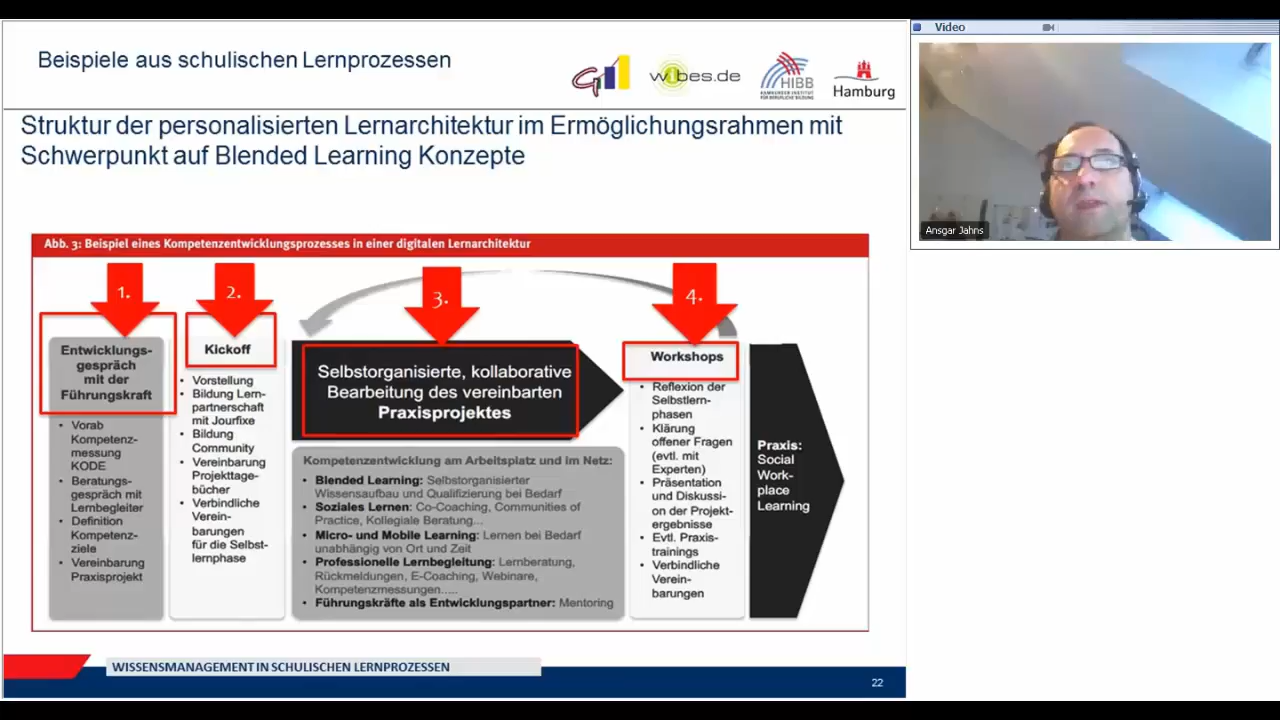 Beispiele aus schulischen Lernprozessen
G11
wibes.de
HIBB
HAMBURGER INSTITUT
FÜR BERUFLICHE BILDUNG
Hamburg
Struktur der personalisierten Lernarchitektur im Ermöglichungsrahmen mit
Schwerpunkt auf Blended Learning Konzepte
Abb. 3: Beispiel eines Kompetenzentwicklungsprozesses in einer digitalen Lernarchitektur
1.
Entwicklungs-
gespräch
mit der
Führungskraft
• Vorab
Kompetenz-
messung
KODE
• Beratungs-
gespräch mit
Lernbegleiter
• Definition
Kompetenz-
ziele
• Vereinbarung
Praxisprojekt
2.
Kickoff
• Vorstellung
• Bildung Lern-
partnerschaft
mit Jourfixe
• Bildung
Community
• Vereinbarung
Projekttage-
bücher
• Verbindliche
Verein-
barungen
für die Selbst-
lernphase
3.
Selbstorganisierte, kollaborative
Bearbeitung des vereinbarten
Praxisprojektes
Kompetenzentwicklung am Arbeitsplatz und im Netz:
• Blended Learning: Selbstorganisierter
Wissensaufbau und Qualifizierung bei Bedarf
• Soziales Lernen: Co-Coaching, Communities of
Practice, Kollegiale Beratung...
• Micro- und Mobile Learning: Lernen bei Bedarf
unabhängig von Ort und Zeit
• Professionelle Lernbegleitung: Lernberatung,
Rückmeldungen, E-Coaching, Webinare,
Kompetenzmessungen.....
• Führungskräfte als Entwicklungspartner: Mentoring
4.
Workshops
• Reflexion der
Selbstlern-
phasen
• Klärung
offener Fragen
(evtl. mit
Experten)
• Präsentation
und Diskussi-
on der Projekt-
ergebnisse
• Evtl. Praxis-
trainings
• Verbindliche
Verein-
barungen
Praxis:
Social
Work-
place
Learning
WISSENSMANAGEMENT IN SCHULISCHEN LERNPROZESSEN
22
Video
Ansgar Jahns